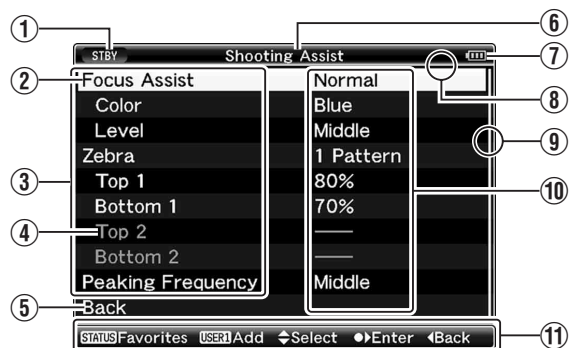 ① ⑥
STBY Shooting Assist ⑦
② Focus Assist Normal ⑧
Color Blue
Level Middle ⑨
Zebra 1 Pattern
③ Top 1 80% ⑩
Bottom 1 70%
④ Top 2 ——
Bottom 2 ——
Peaking Frequency Middle
⑤ Back
STATUS Favorites USER1 Add Select Enter Back ⑪